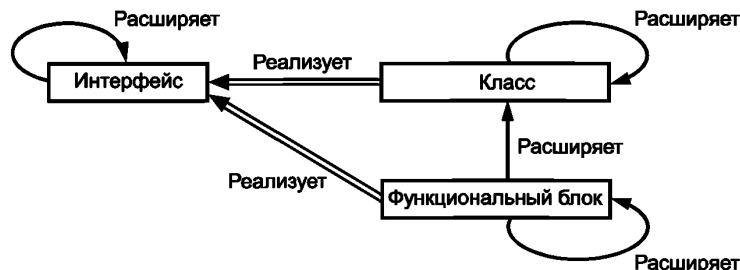 Расширяет
Расширяет
Реализует
Интерфейс
Класс
Расширяет
Реализует
Функциональный блок
Расширяет